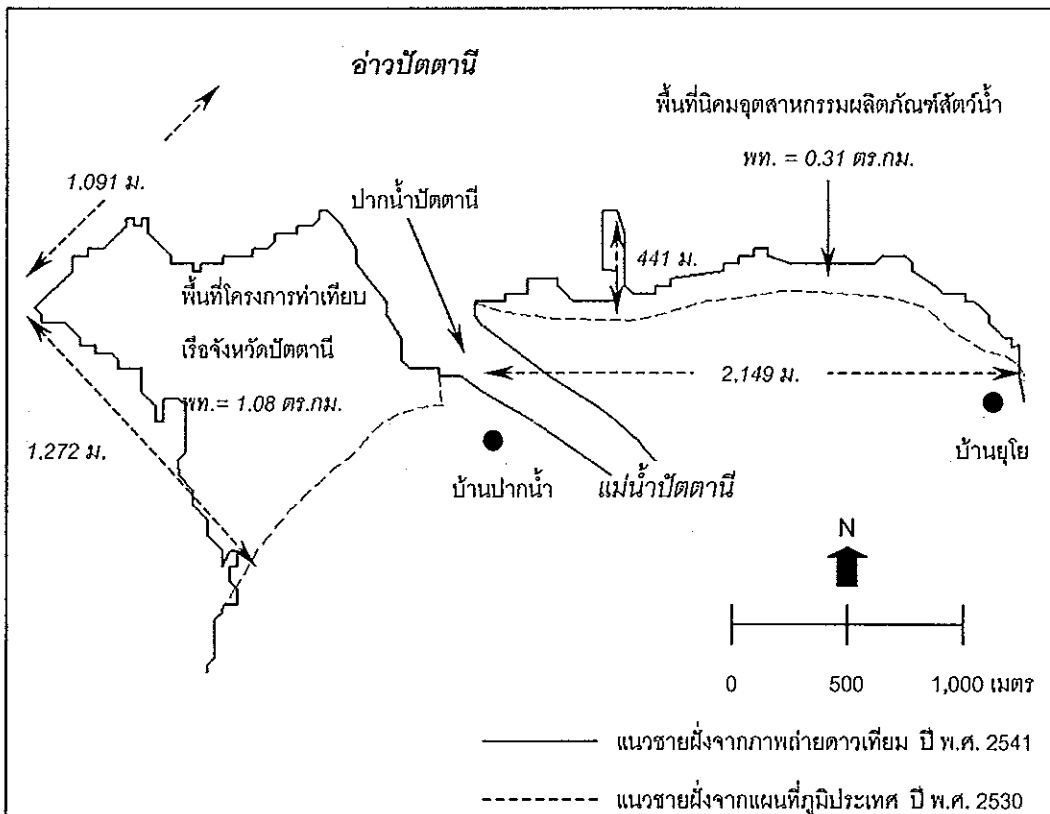 อ่าวปัตตานี
พื้นที่นิคมอุตสาหกรรมผลิตภัณฑ์สัตว์น้ำ
พท. = 0.31 ตร.กม.
1,091 ม.
ปากน้ำปัตตานี
441 ม.
พื้นที่โครงการท่าเทียบ
เรือจังหวัดปัตตานี
พท.= 1.08 ตร.กม.
2,149 ม.
1,272 ม.
บ้านปากน้ำ
แม่น้ำปัตตานี
บ้านยุโย
N
0 500 1,000 เมตร
แนวชายฝั่งจากภาพถ่ายดาวเทียม ปี พ.ศ. 2541
แนวชายฝั่งจากแผนที่ภูมิประเทศ ปี พ.ศ. 2530